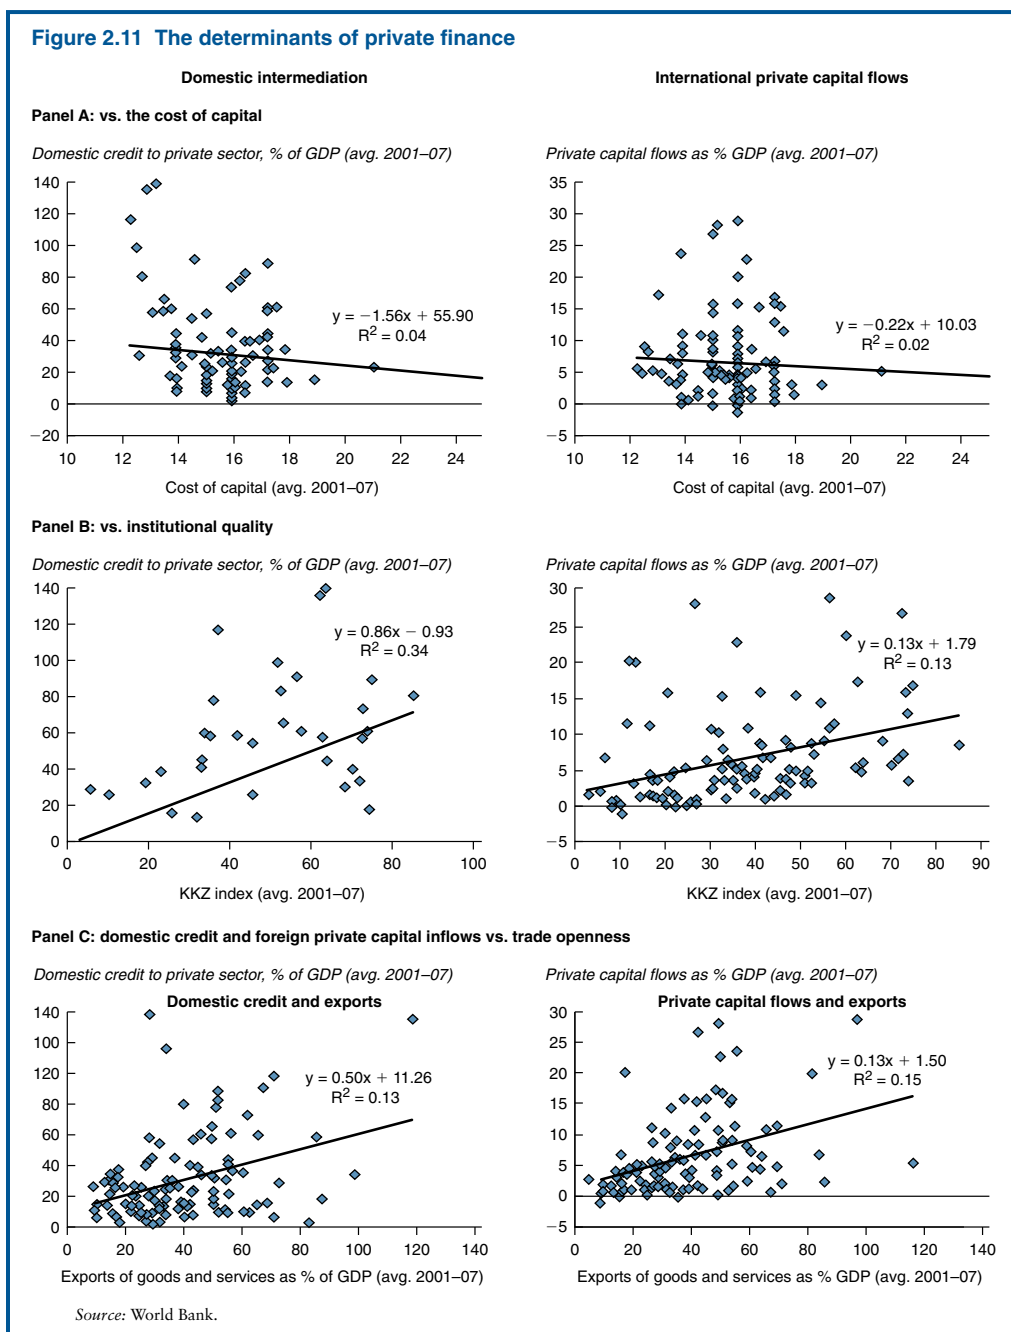 Figure 2.11 The determinants of private finance
Domestic intermediation
International private capital flows
Panel A: vs. the cost of capital
Domestic credit to private sector, % of GDP (avg. 2001–07)
140
120
100
80
60
40
20
0
−20
y = −1.56x + 55.90
R2 = 0.04
10 12 14 16 18 20 22 24
Cost of capital (avg. 2001–07)
Private capital flows as % GDP (avg. 2001–07)
35
30
25
20
15
10
5
0
−5
y = −0.22x + 10.03
R2 = 0.02
10 12 14 16 18 20 22 24
Cost of capital (avg. 2001–07)
Panel B: vs. institutional quality
Domestic credit to private sector, % of GDP (avg. 2001–07)
140
120
100
80
60
40
20
0
y = 0.86x − 0.93
R2 = 0.34
0 20 40 60 80 100
KKZ index (avg. 2001–07)
Private capital flows as % GDP (avg. 2001–07)
30
25
20
15
10
5
0
−5
y = 0.13x + 1.79
R2 = 0.13
0 10 20 30 40 50 60 70 80 90
KKZ index (avg. 2001–07)
Panel C: domestic credit and foreign private capital inflows vs. trade openness
Domestic credit to private sector, % of GDP (avg. 2001–07)
Domestic credit and exports
140
100
120
80
60
40
20
0
y = 0.50x + 11.26
R2 = 0.13
0 20 40 60 80 100 120 140
Exports of goods and services as % of GDP (avg. 2001–07)
Private capital flows as % GDP (avg. 2001–07)
Private capital flows and exports
30
25
20
15
10
5
0
−5
y = 0.13x + 1.50
R2 = 0.15
0 20 40 60 80 100 120 140
Exports of goods and services as % GDP (avg. 2001–07)
Source: World Bank.